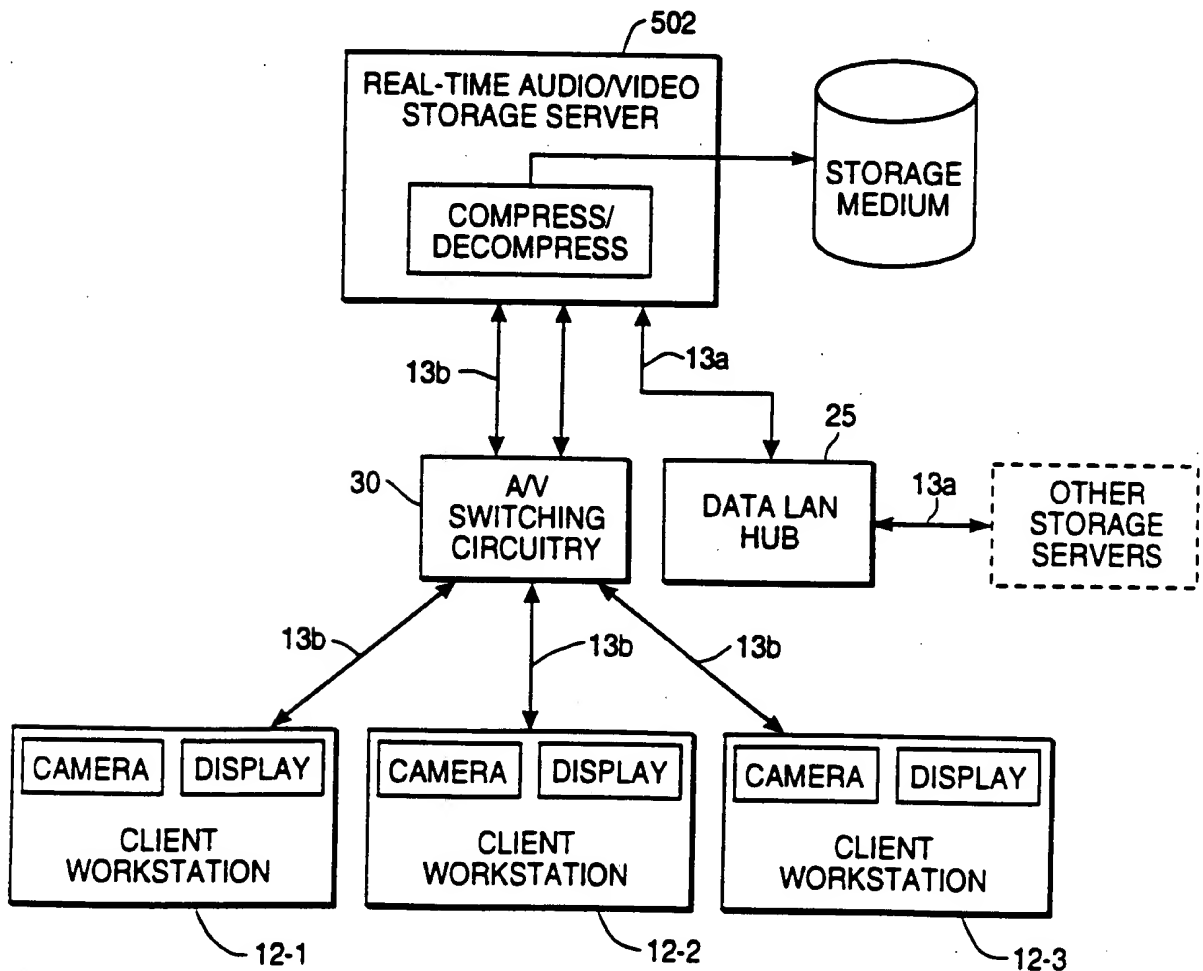 502
REAL-TIME AUDIO/VIDEO
STORAGE SERVER
COMPRESS/
DECOMPRESS
STORAGE
MEDIUM
13b
13a
25
30
A/V
SWITCHING
CIRCUITRY
DATA LAN
HUB
13a
OTHER
STORAGE
SERVERS
13b
13b
13b
CAMERA
DISPLAY
CLIENT
WORKSTATION
CAMERA
DISPLAY
CLIENT
WORKSTATION
CAMERA
DISPLAY
CLIENT
WORKSTATION
12-1
12-2
12-3